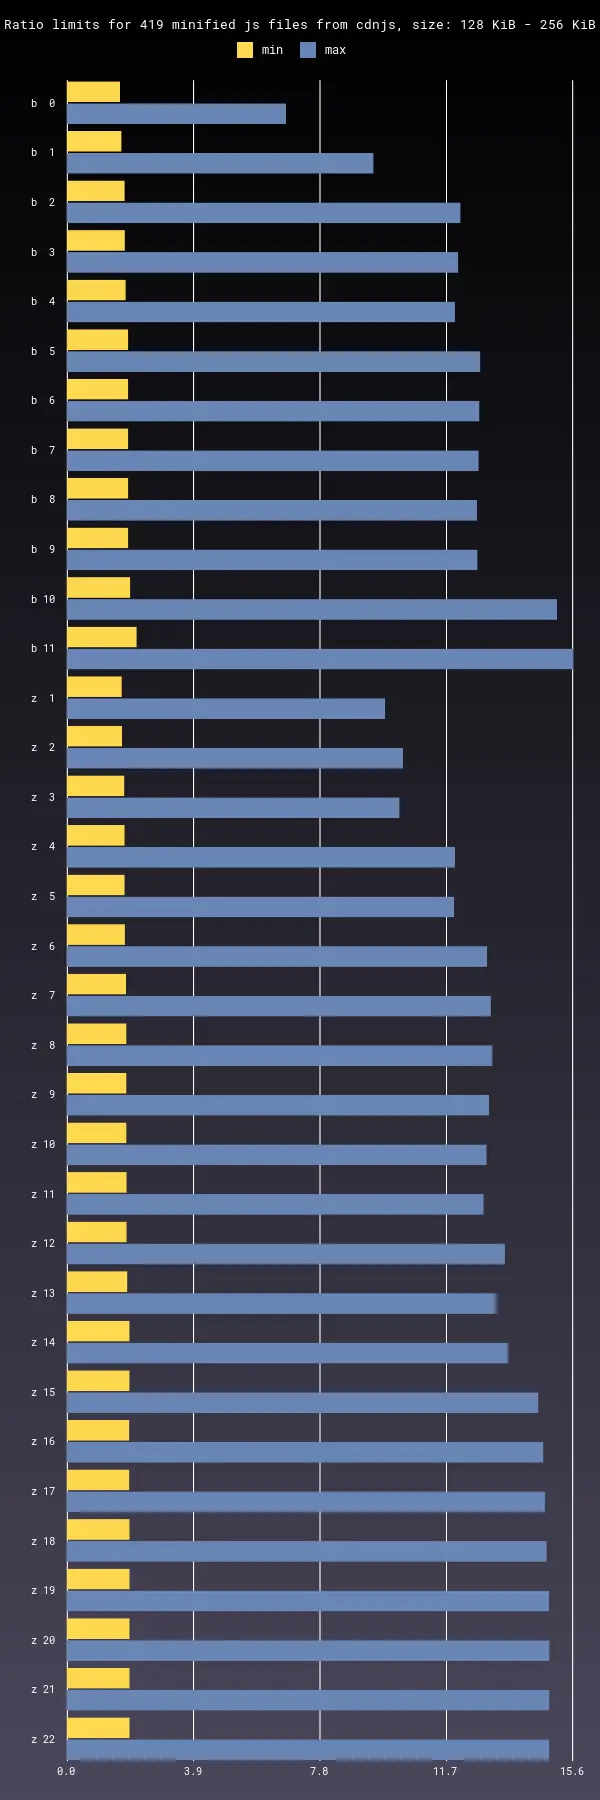 Ratio limits for 419 minified js files from cdnjs, size: 128 KiB - 256 KiB
min max
b 0
b 1
b 2
b 3
b 4
b 5
b 6
b 7
b 8
b 9
b 10
b 11
z 1
z 2
z 3
z 4
z 5
z 6
z 7
z 8
z 9
z 10
z 11
z 12
z 13
z 14
z 15
z 16
z 17
z 18
z 19
z 20
z 21
z 22
0.0 3.9 7.8 11.7 15.6